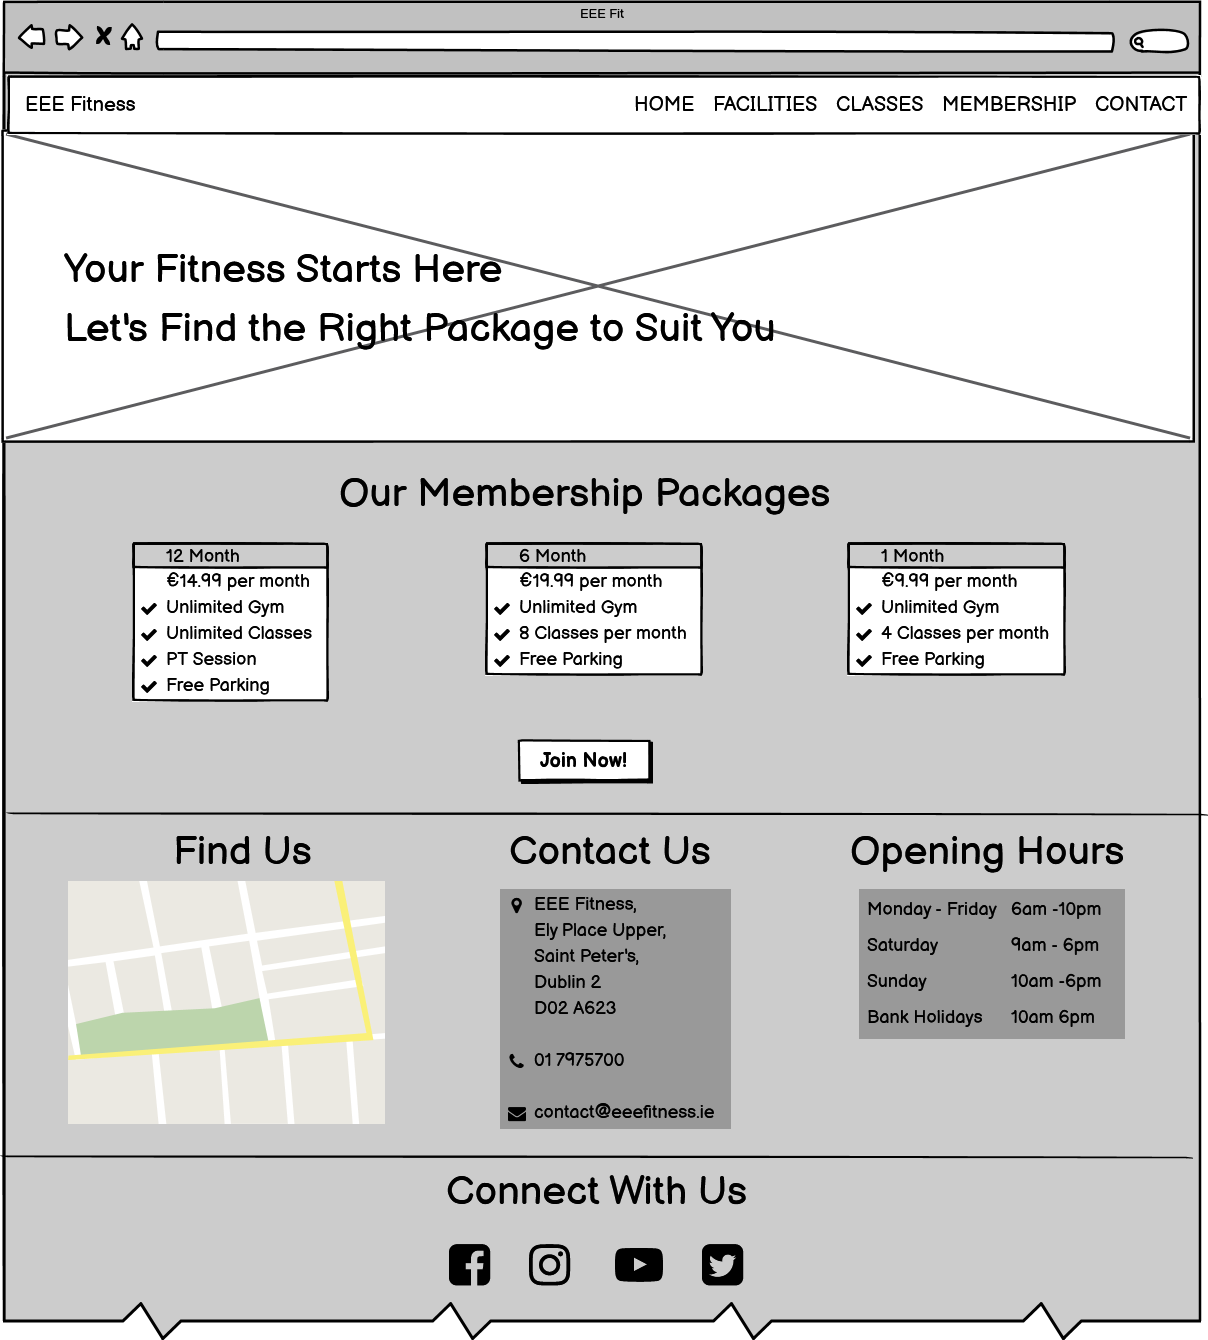 EEE Fit
EEE Fitness
HOME FACILITIES CLASSES MEMBERSHIP CONTACT
Your Fitness Starts Here
Let's Find the Right Package to Suit You
Our Membership Packages
12 Month
€14.99 per month
Unlimited Gym
Unlimited Classes
PT Session
Free Parking
6 Month
€19.99 per month
Unlimited Gym
8 Classes per month
Free Parking
1 Month
€9.99 per month
Unlimited Gym
4 Classes per month
Free Parking
Join Now!
Find Us
Contact Us
EEE Fitness,
Ely Place Upper,
Saint Peter's,
Dublin 2
D02 A623
01 7975700
contact@eeefitness.ie
Opening Hours
Monday - Friday 6am -10pm
Saturday 9am - 6pm
Sunday 10am -6pm
Bank Holidays 10am 6pm
Connect With Us